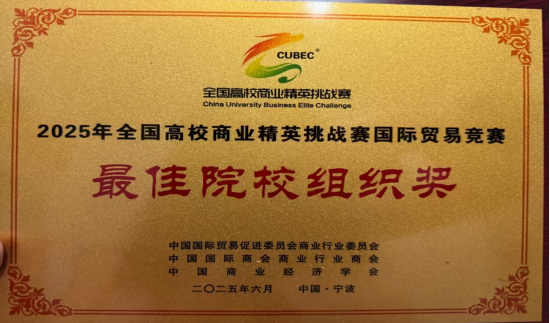 CUBEC®
全国高校商业精英挑战赛
China University Business Elite Challenge
2025年全国高校商业精英挑战赛国际贸易竞赛
最佳院校组织奖
中国国际贸易促进委员会商业行业委员会
中国国际商会商业行业商会
中国商业经济学会
二〇二五年六月 中国·宁波